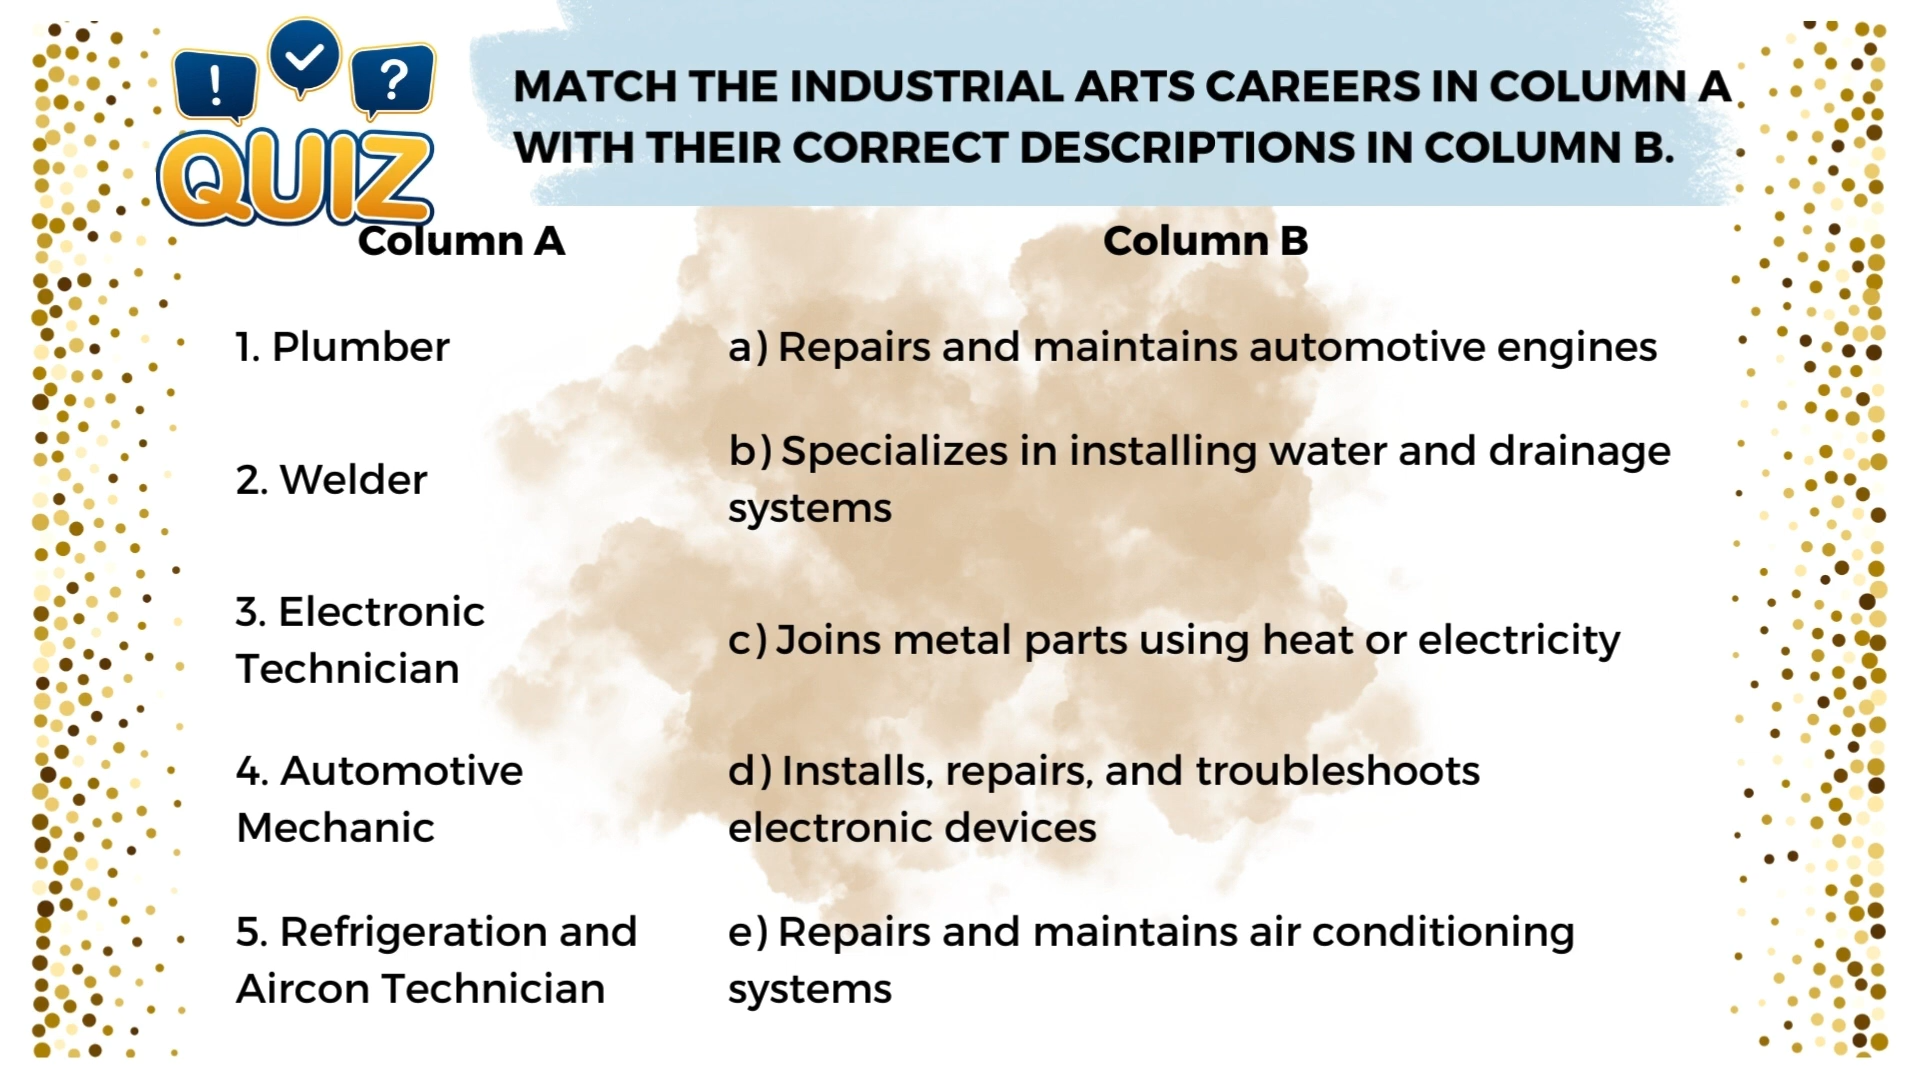 ! ?
QUIZ
MATCH THE INDUSTRIAL ARTS CAREERS IN COLUMN A
WITH THEIR CORRECT DESCRIPTIONS IN COLUMN B.
Column A
Column B
1. Plumber
a) Repairs and maintains automotive engines
2. Welder
b) Specializes in installing water and drainage
systems
3. Electronic
Technician
c) Joins metal parts using heat or electricity
4. Automotive
Mechanic
d) Installs, repairs, and troubleshoots
electronic devices
5. Refrigeration and
Aircon Technician
e) Repairs and maintains air conditioning
systems